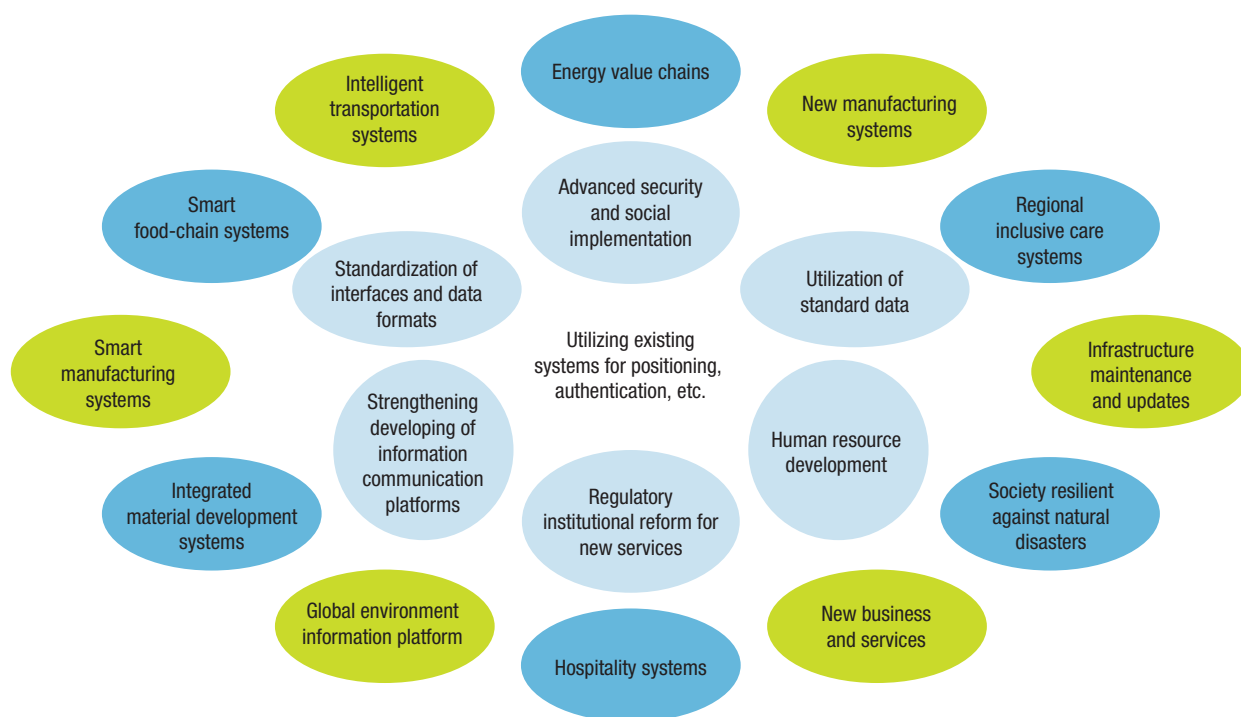 Energy value chains
Intelligent
transportation
systems
New manufacturing
systems
Advanced security
and social
implementation
Smart
food-chain systems
Regional
inclusive care
systems
Standardization of
interfaces and data
formats
Utilization of
standard data
Utilizing existing
systems for positioning,
authentication, etc.
Smart
manufacturing
systems
Infrastructure
maintenance
and updates
Strengthening
developing of
information
communication
platforms
Human resource
development
Integrated
material development
systems
Regulatory
institutional reform for
new services
Society resilient
against natural
disasters
Global environment
information platform
New business
and services
Hospitality systems